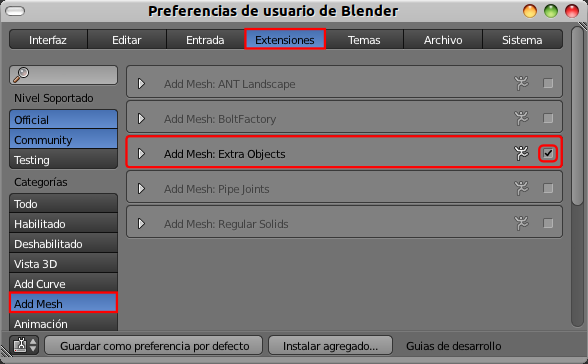 Preferencias de usuario de Blender
Interfaz Editar Entrada Extensiones Temas Archivo Sistema
Nivel Soportado
Official
Community
Testing
Categorías
Todo
Habilitado
Deshabilitado
Vista 3D
Add Curve
Add Mesh
Animación
Add Mesh: ANT Landscape
Add Mesh: BoltFactory
Add Mesh: Extra Objects
Add Mesh: Pipe Joints
Add Mesh: Regular Solids
Guardar como preferencia por defecto Instalar agregado... Guias de desarrollo